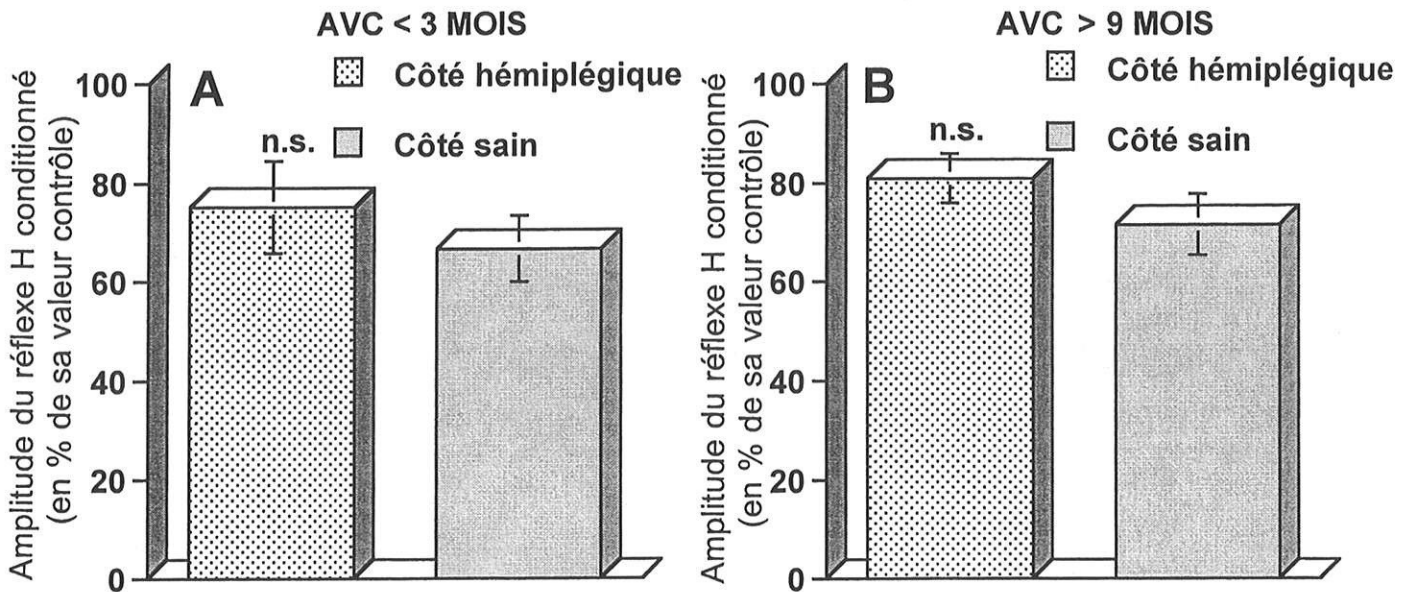 AVC < 3 MOIS
Amplitude du réflexe H conditionné
(en % de sa valeur contrôle)
100
80
60
40
20
0
A
Côté hémiplégique
n.s.
Côté sain
AVC > 9 MOIS
Amplitude du réflexe H conditionné
(en % de sa valeur contrôle)
100
80
60
40
20
0
B
Côté hémiplégique
n.s.
Côté sain